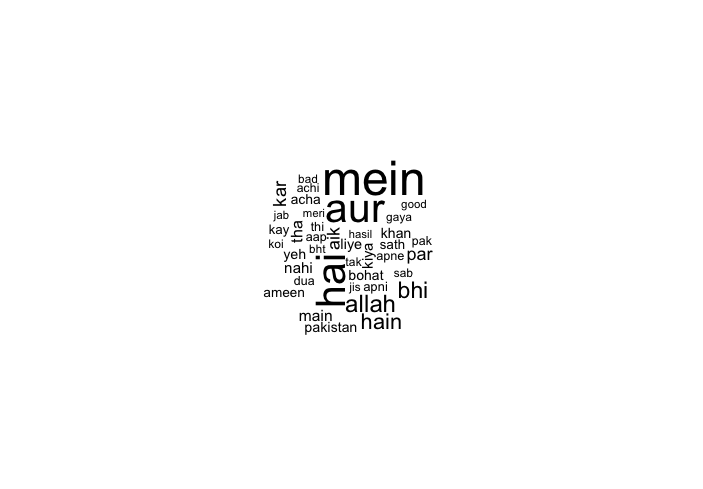 bad
mein
achi
kar
acha
good
aur
jab
meri
gaya
kay
tha
thi
aik
hasil
khan
koi
aap
liye
sath
pak
yeh
bht
kiya
apne
par
nahi
hai
tak
bohat
sab
dua
jis
apni
bhi
ameen
allah
main
hain
pakistan